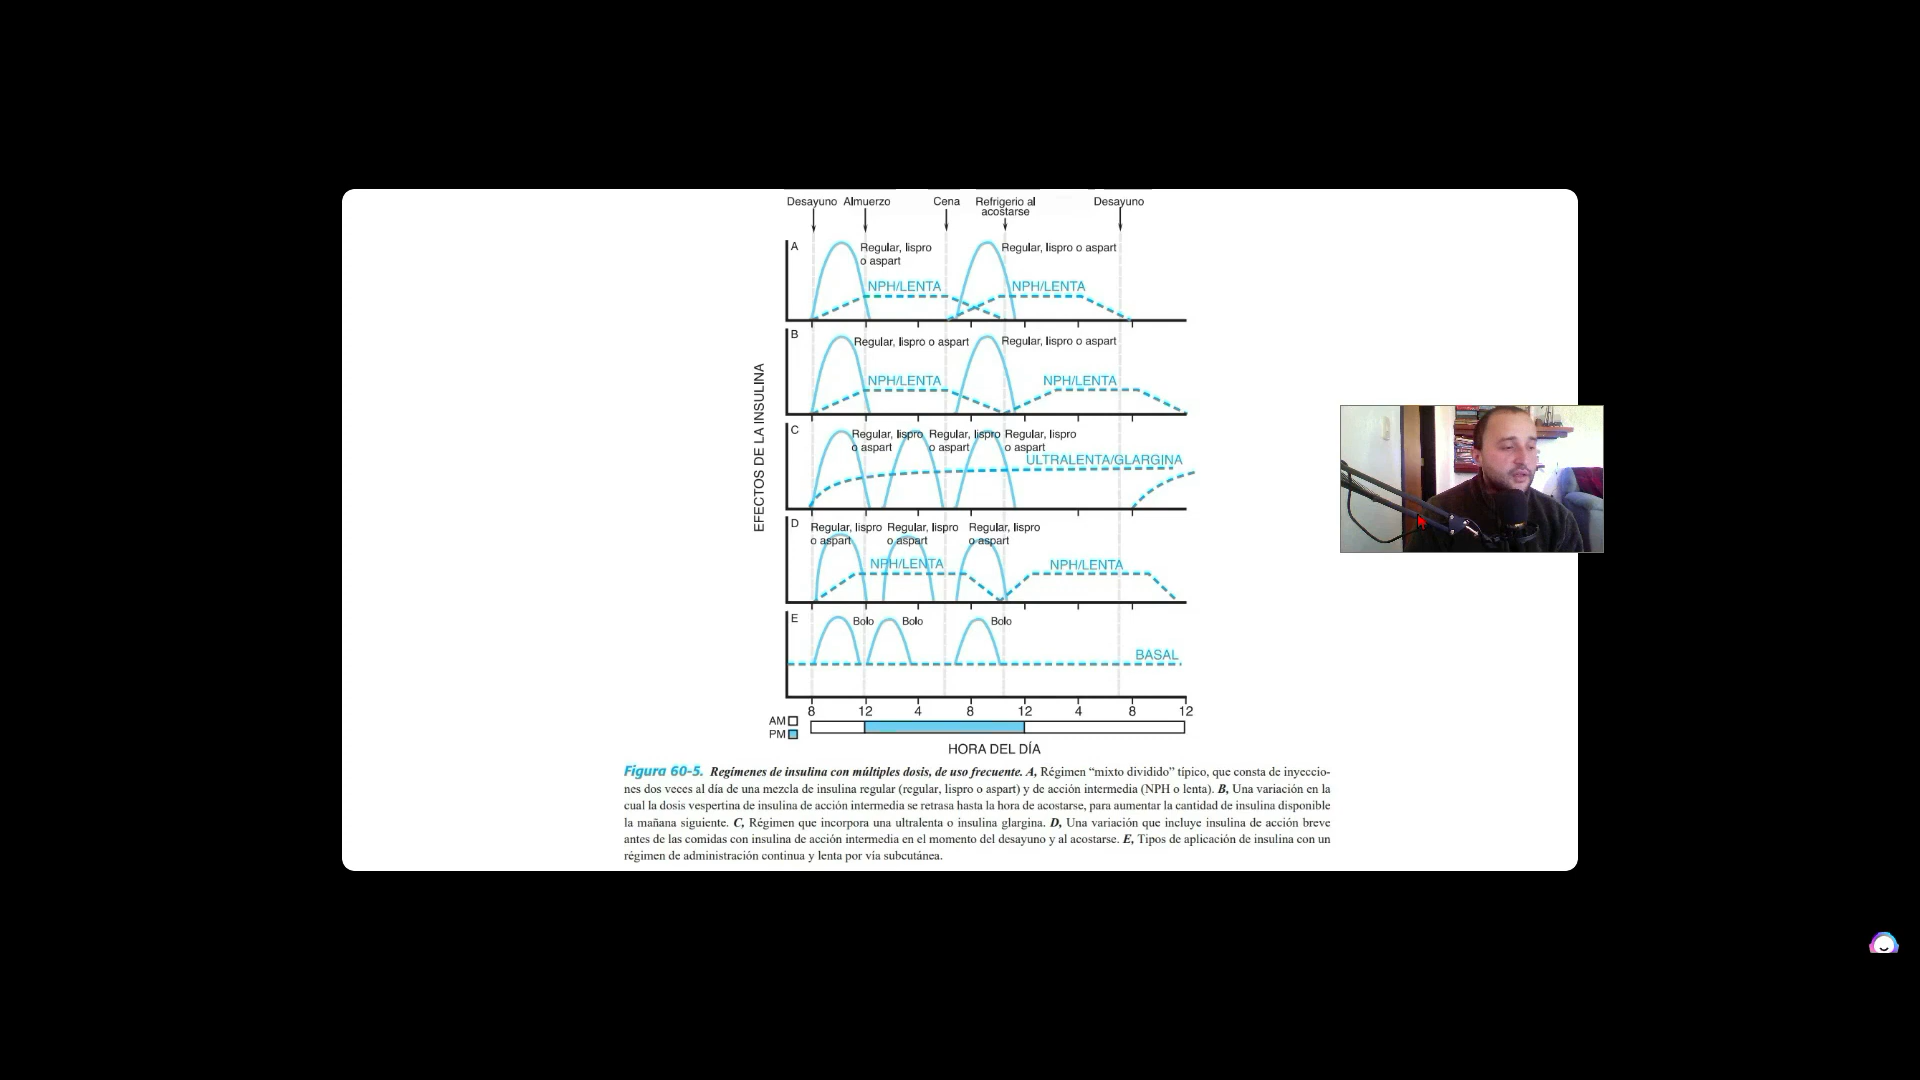 Desayuno Almuerzo Cena Refrigerio al Desayuno
acostarse
A Regular, lispro Regular, lispro o aspart
o aspart
NPH/LENTA NPH/LENTA
B Regular, lispro o aspart Regular, lispro o aspart
NPH/LENTA NPH/LENTA
C Regular, lispro Regular, lispro Regular, lispro
o aspart o aspart o aspart
ULTRALENTA/GLARGINA
D Regular, lispro Regular, lispro Regular, lispro
o aspart o aspart o aspart
NPH/LENTA NPH/LENTA
E Bolo Bolo Bolo
BASAL
EFECTOS DE LA INSULINA
8 12 4 8 12 4 8 12
AM
PM
HORA DEL DÍA
Figura 60-5. Regímenes de insulina con múltiples dosis, de uso frecuente. A, Régimen “mixto dividido” típico, que consta de inyeccio-
nes dos veces al día de una mezcla de insulina regular (regular, lispro o aspart) y de acción intermedia (NPH o lenta). B, Una variación en la
cual la dosis vespertina de insulina de acción intermedia se retrasa hasta la hora de acostarse, para aumentar la cantidad de insulina disponible
la mañana siguiente. C, Régimen que incorpora una ultralenta o insulina glargina. D, Una variación que incluye insulina de acción breve
antes de las comidas con insulina de acción intermedia en el momento del desayuno y al acostarse. E, Tipos de aplicación de insulina con un
régimen de administración continua y lenta por vía subcutánea.